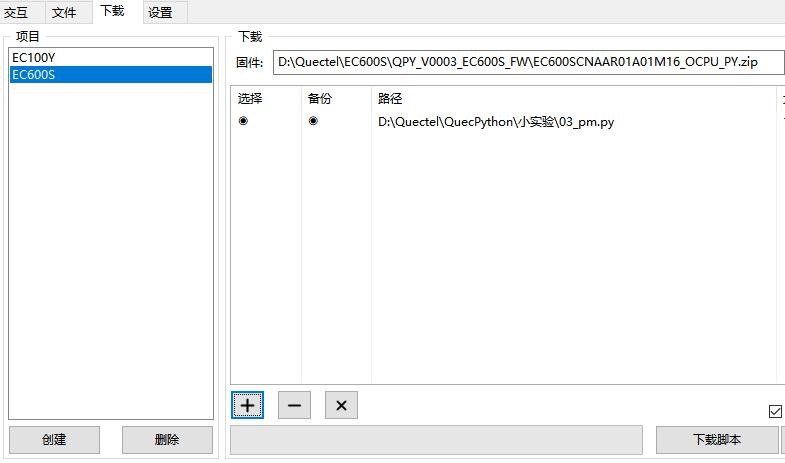 交互 文件 下载 设置
项目
EC100Y
EC600S
创建 删除
下载
固件: D:\Quectel\EC600S\QPY_V0003_EC600S_FW\EC600SCNAAR01A01M16_OCPU_PY.zip
选择 备份 路径
D:\Quectel\QuecPython\小实验\03_pm.py
下载脚本